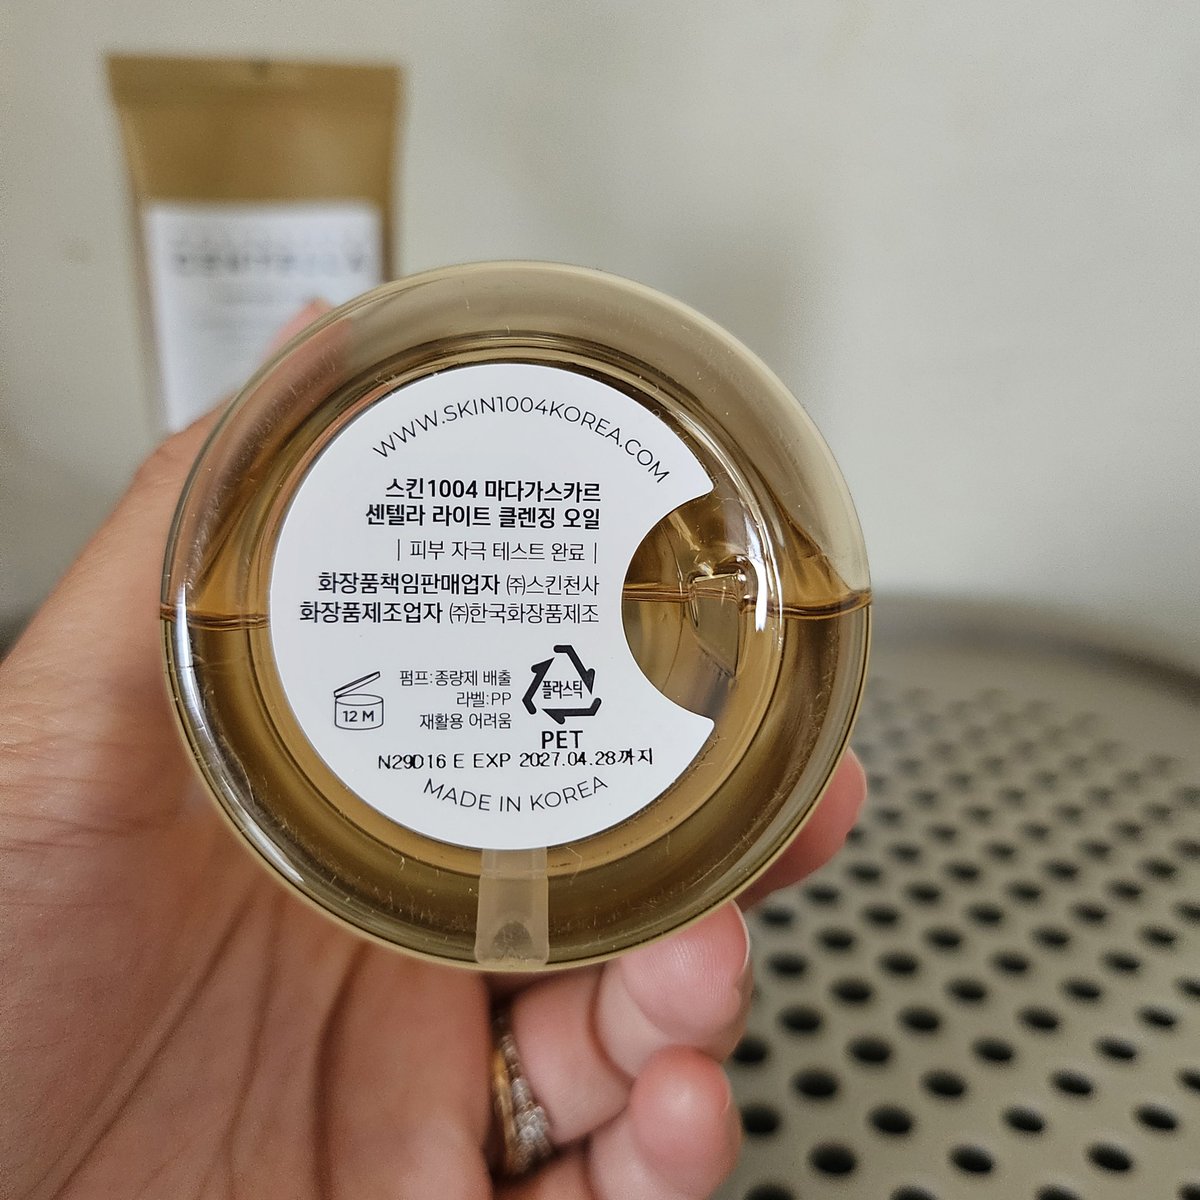 WWW.SKIN1004KOREA.COM
스킨1004 마다가스카르
센텔라 라이트 클렌징 오일
| 피부 자극 테스트 완료 |
화장품책임판매업자 ㈜스킨천사
화장품제조업자 ㈜한국화장품제조
12 M
펌프:종량제 배출
라벨:PP
재활용 어려움
플라스틱
PET
N29D16 E EXP 2027.04.28까지
MADE IN KOREA